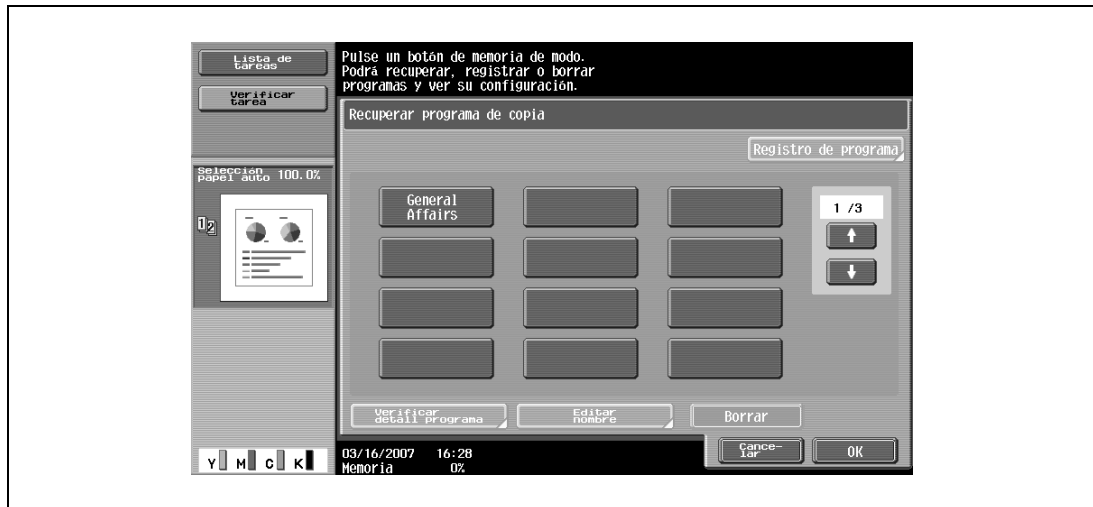 Lista de
tareas
Verificar
tarea
Pulse un botón de memoria de modo.
Podrá recuperar, registrar o borrar
programas y ver su configuración.
Recuperar programa de copia
Registro de programa
Selección
papel auto 100.0%
12
General
Affairs
1 /3
Verificar
detall programa
Editar
nombre
Borrar
Cance-
lar
OK
Y M C K
03/16/2007 16:28
Memoria 0%